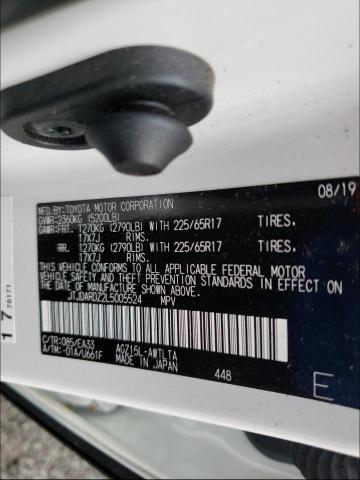 MFD.BY:TOYOTA MOTOR CORPORATION 08/19
GVWR:2360KG (5200LB)
GAWR:FRT. 1270KG (2790LB) WITH 225/65R17 TIRES.
17X7J RIMS.
RR. 1270KG (2790LB) WITH 225/65R17 TIRES.
17X7J RIMS.
THIS VEHICLE CONFORMS TO ALL APPLICABLE FEDERAL MOTOR
VEHICLE SAFETY AND THEFT PREVENTION STANDARDS IN EFFECT
ON THE DATE OF MANUFACTURE SHOWN ABOVE.
JTJDARDZ2L5005524 MPV
C/TR:085/EA33 AGZ15L-AWTLTA
A/TM:-01A/U661F MADE IN JAPAN 448
E
17
78171